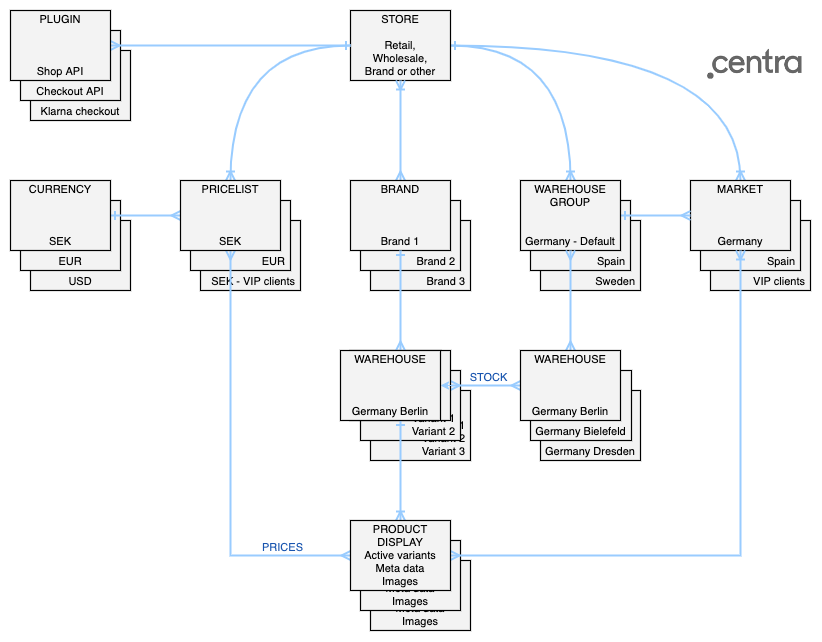 PLUGIN
Shop API
Checkout API
Klarna checkout
STORE
Retail,
Wholesale,
Brand or other
.centra
CURRENCY
SEK
EUR
USD
PRICELIST
SEK
EUR
SEK - VIP clients
BRAND
Brand 1
Brand 2
Brand 3
WAREHOUSE
GROUP
Germany - Default
Spain
Sweden
MARKET
Germany
Spain
VIP clients
WAREHOUSE
Germany Berlin
Variant 1
1
Variant 2
2
Variant 3
STOCK
WAREHOUSE
Germany Berlin
Germany Bielefeld
Germany Dresden
PRICES
PRODUCT
DISPLAY
Active variants
Meta data
Images
Meta data
Images
Meta data
Images